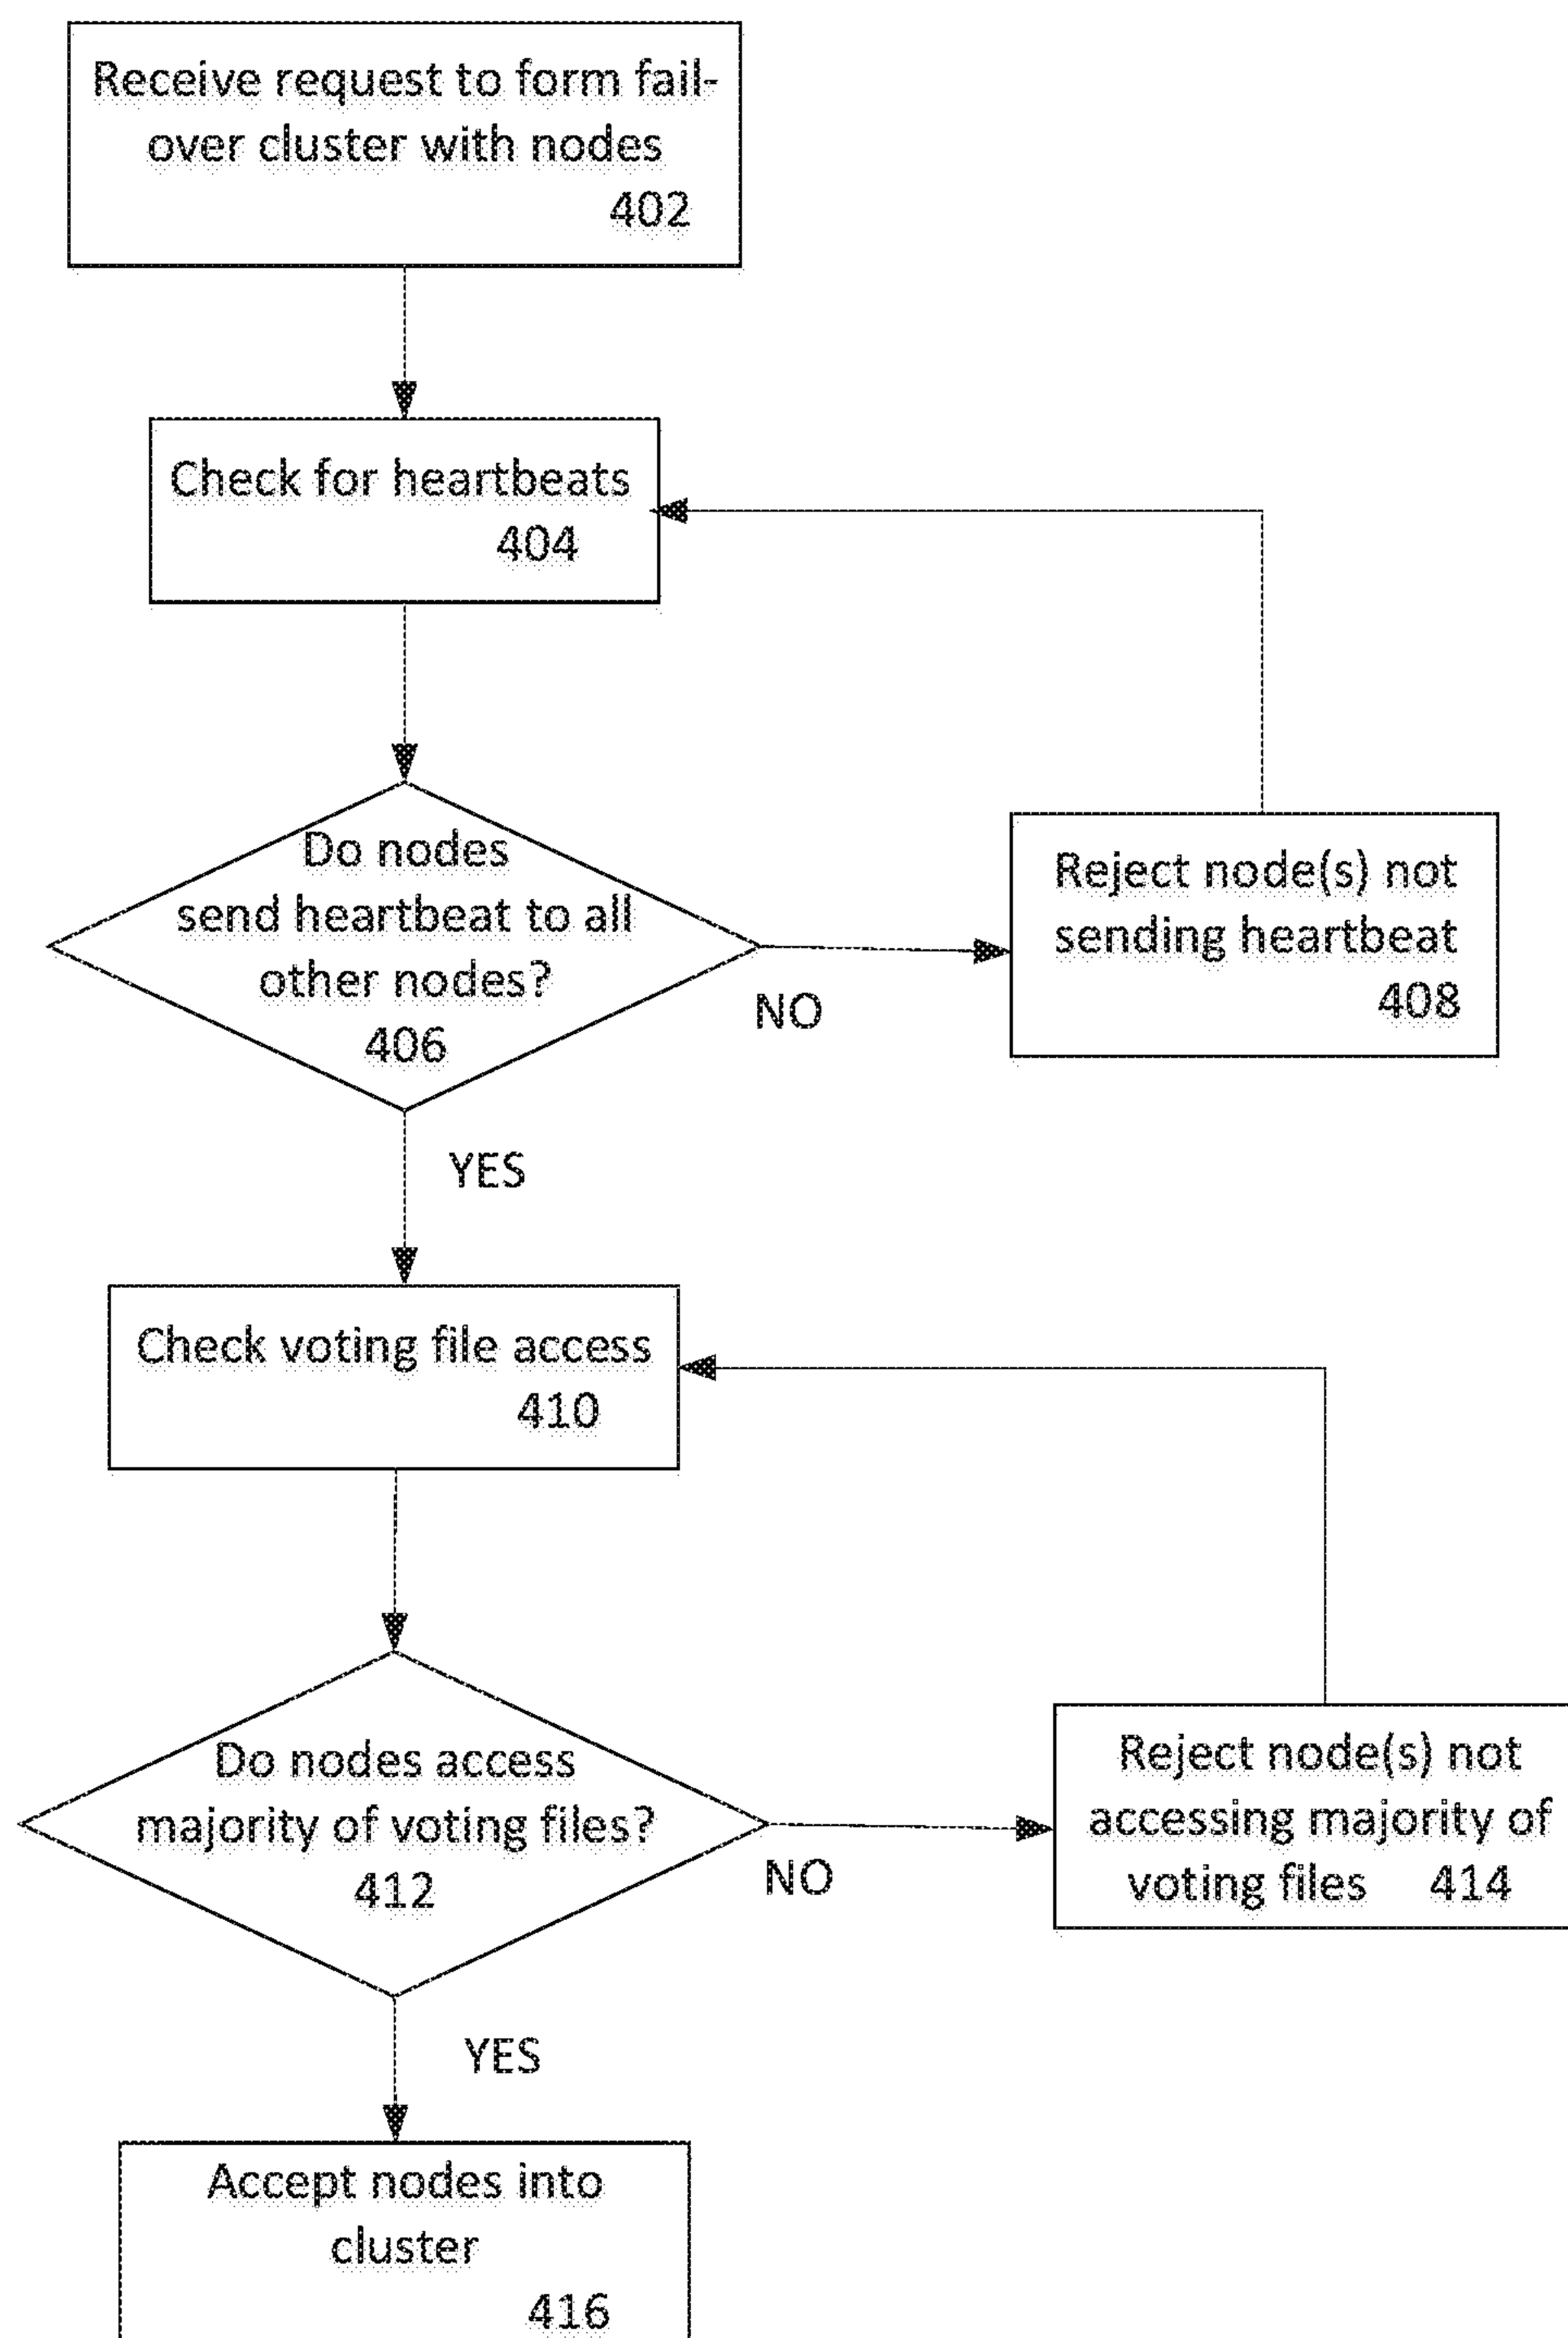 Receive request to form fail-
over cluster with nodes
402
Check for heartbeats
404
Do nodes
send heartbeat to all
other nodes?
406
NO
Reject node(s) not
sending heartbeat
408
YES
Check voting file access
410
Do nodes access
majority of voting files?
412
NO
Reject node(s) not
accessing majority of
voting files 414
YES
Accept nodes into
cluster
416